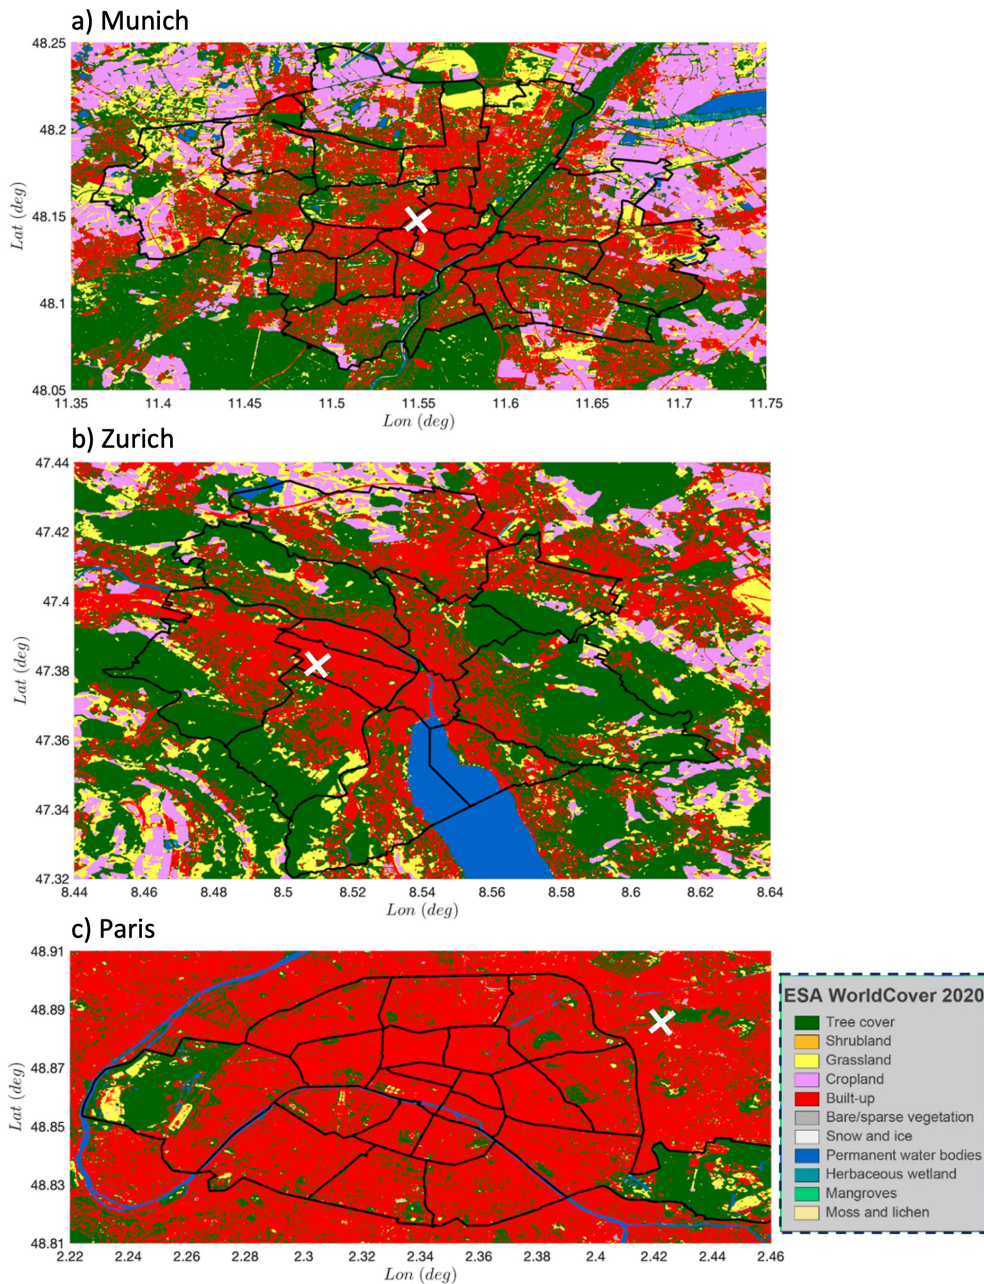 a) Munich
48.25
48.2
48.15
48.1
48.05
Lat (deg)
11.35 11.4 11.45 11.5 11.55 11.6 11.65 11.7 11.75
Lon (deg)
b) Zurich
47.44
47.42
47.4
47.38
47.36
47.34
47.32
Lat (deg)
8.44 8.46 8.48 8.5 8.52 8.54 8.56 8.58 8.6 8.62 8.64
Lon (deg)
c) Paris
48.91
48.89
48.87
48.85
48.83
48.81
Lat (deg)
2.22 2.24 2.26 2.28 2.3 2.32 2.34 2.36 2.38 2.4 2.42 2.44 2.46
Lon (deg)
ESA WorldCover 2020
Tree cover
Shrubland
Grassland
Cropland
Built-up
Bare/sparse vegetation
Snow and ice
Permanent water bodies
Herbaceous wetland
Mangroves
Moss and lichen